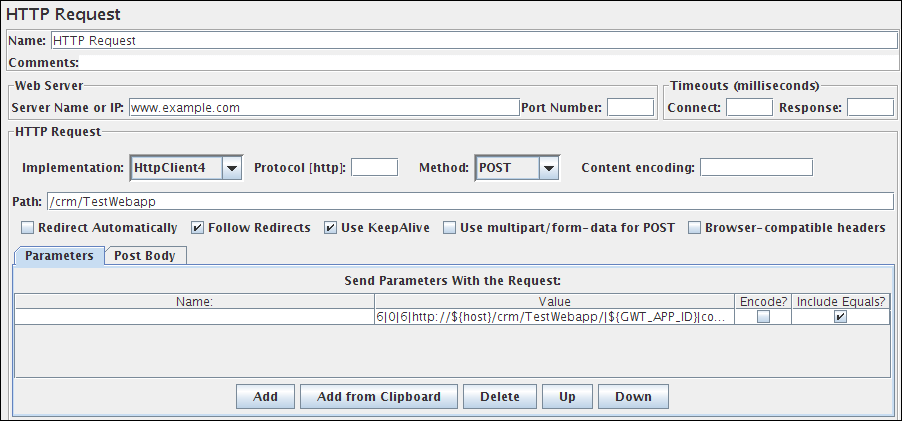 HTTP Request
Name: HTTP Request
Comments:
Web Server
Timeouts (milliseconds)
Server Name or IP: www.example.com Port Number:
Connect: Response:
HTTP Request
Implementation: HttpClient4 Protocol [http]: Method: POST Content encoding:
Path: /crm/TestWebapp
Redirect Automatically Follow Redirects Use KeepAlive Use multipart/form-data for POST Browser-compatible headers
Parameters Post Body
Send Parameters With the Request:
Name: Value Encode? Include Equals?
6|0|6|http://${host}/crm/TestWebapp/|${GWT_APP_ID}|co...
Add Add from Clipboard Delete Up Down